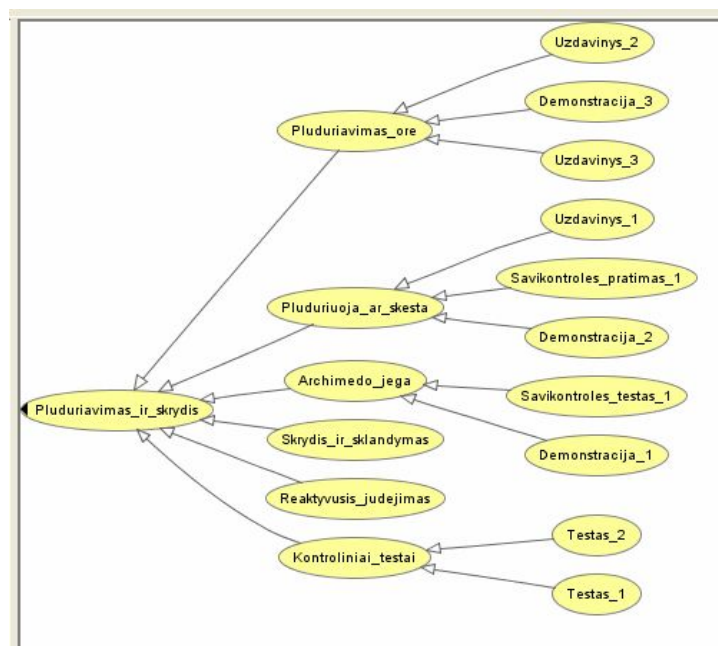 Uzdavinys_2
Demonstracija_3
Pluduriavimas_ore
Uzdavinys_3
Uzdavinys_1
Savikontroles_pratimas_1
Pluduriuoja_ar_skesta
Demonstracija_2
Archimedo_jega
Savikontroles_testas_1
Pluduriavimas_ir_skrydis
Skrydis_ir_sklandymas
Demonstracija_1
Reaktyvusis_judejimas
Testas_2
Kontroliniai_testai
Testas_1